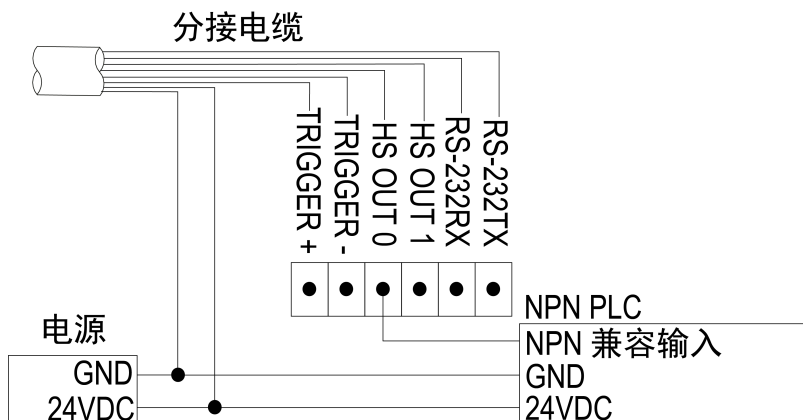 分接电缆
TRIGGER +
TRIGGER -
HS OUT 0
HS OUT 1
RS-232RX
RS-232TX
NPN PLC
电源
NPN 兼容输入
GND
GND
24VDC
24VDC